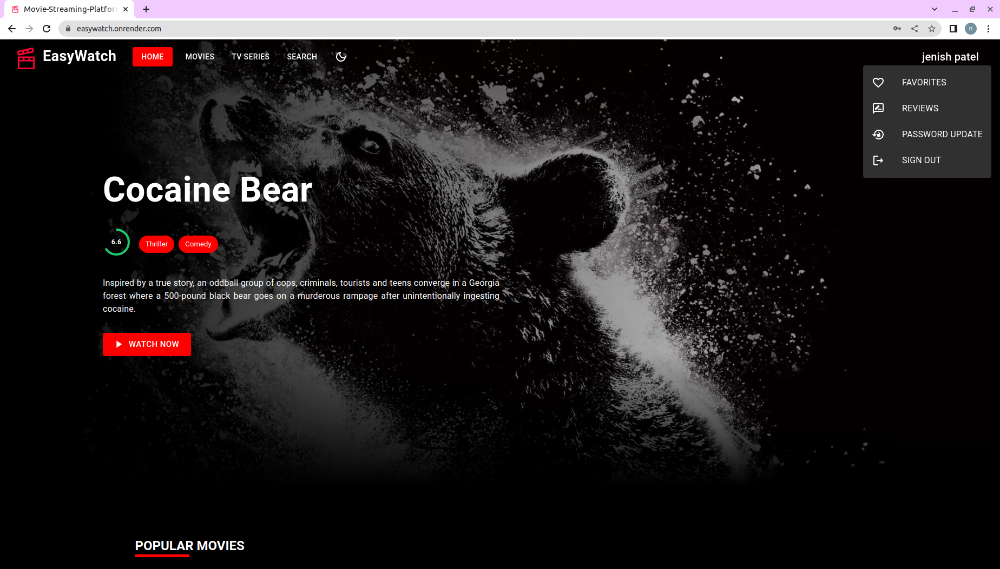 Movie-Streaming-Platfor
easywatch.onrender.com
n
EasyWatch
HOME
MOVIES
TV SERIES
SEARCH
jenish patel
FAVORITES
REVIEWS
PASSWORD UPDATE
SIGN OUT
Cocaine Bear
6.6
Thriller
Comedy
Inspired by a true story, an oddball group of cops, criminals, tourists and teens converge in a Georgia
forest where a 500-pound black bear goes on a murderous rampage after unintentionally ingesting
cocaine.
WATCH NOW
POPULAR MOVIES